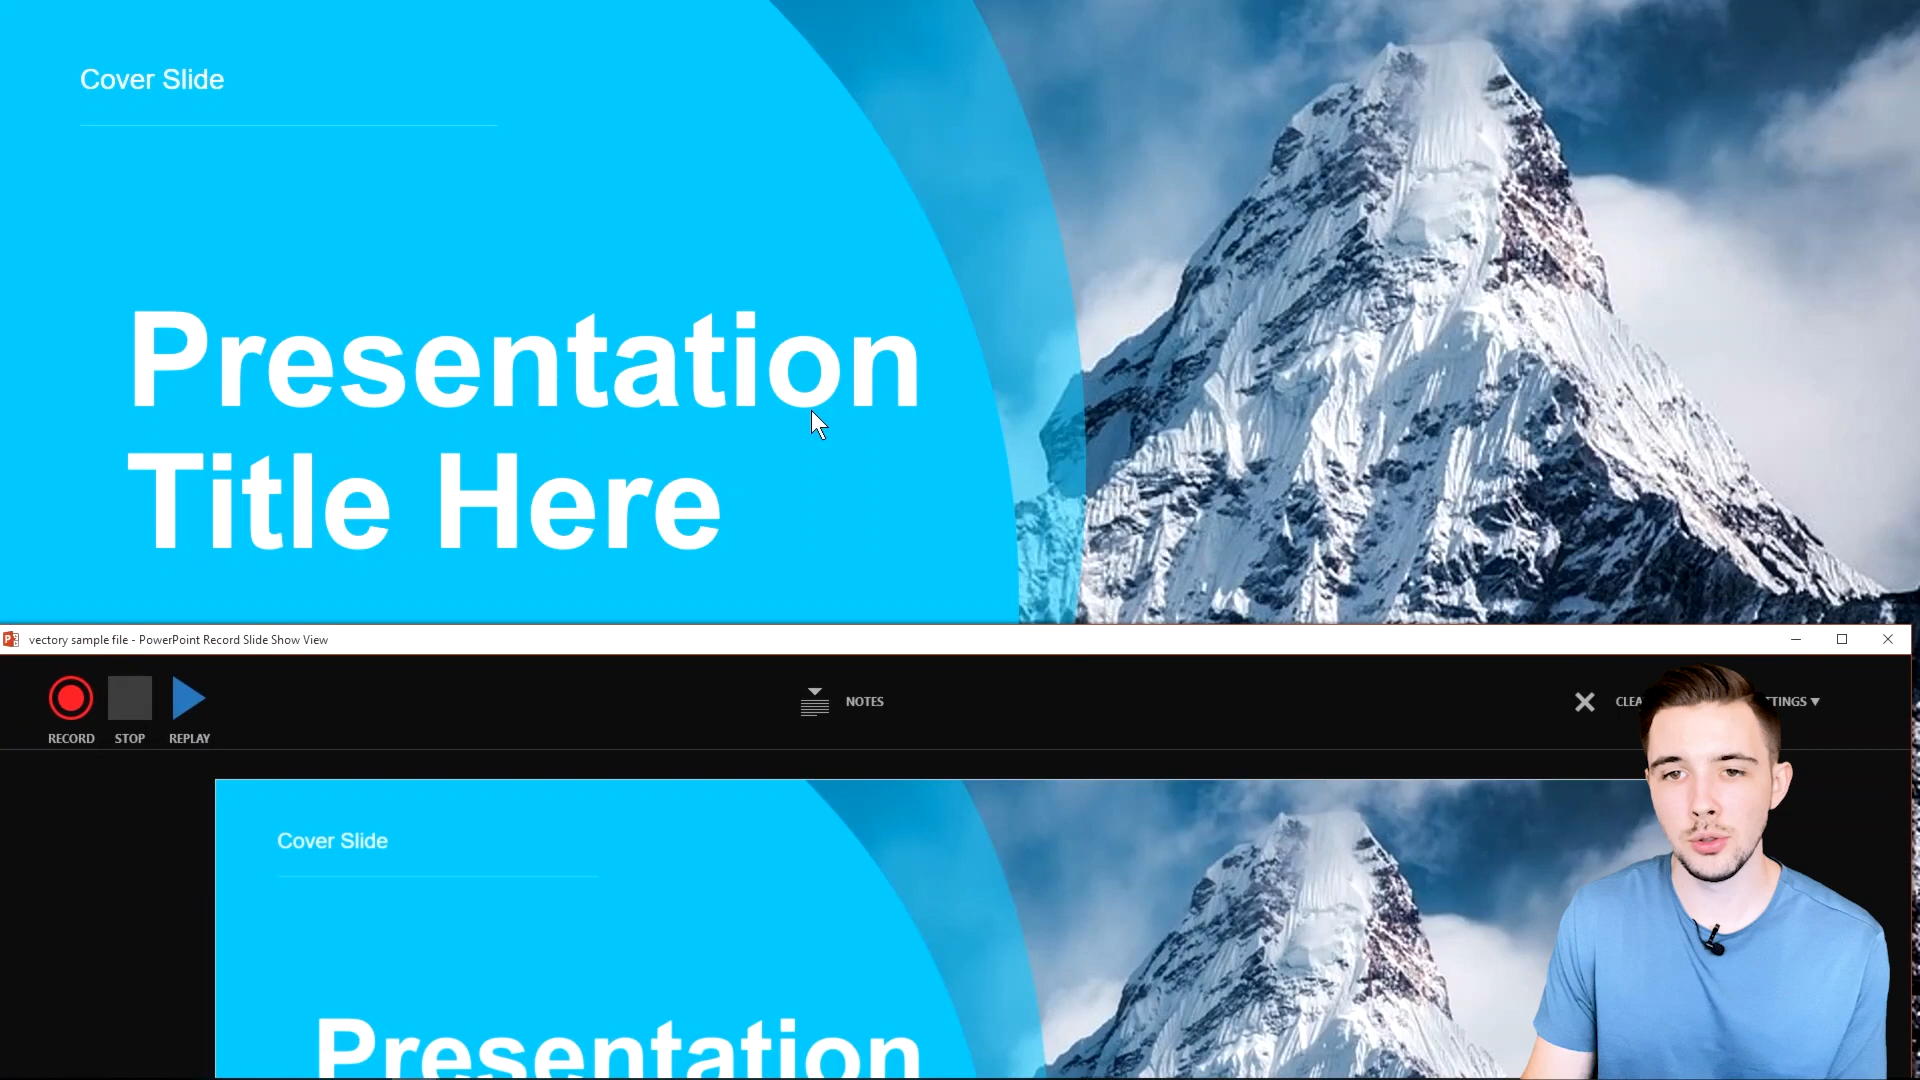 Cover Slide
Presentation
Title Here
vectory sample file - PowerPoint Record Slide Show View
RECORD
STOP
REPLAY
NOTES
Cover Slide
Presentation